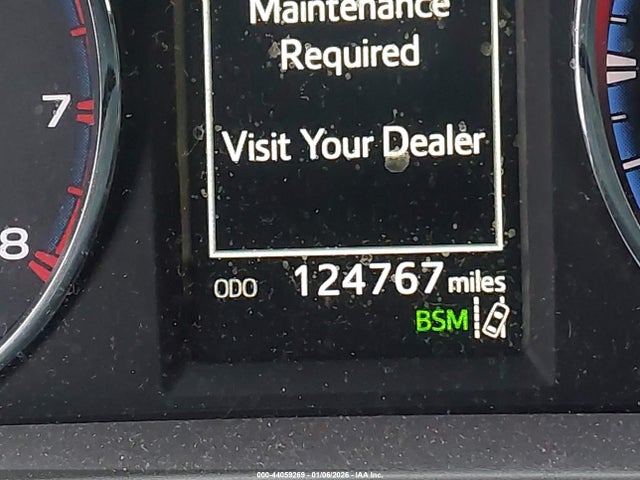 Maintenance
Required
Visit Your Dealer
7
8
ODO 124767 miles
BSM
000-44059269 - 01/06/2026 - IAA Inc.